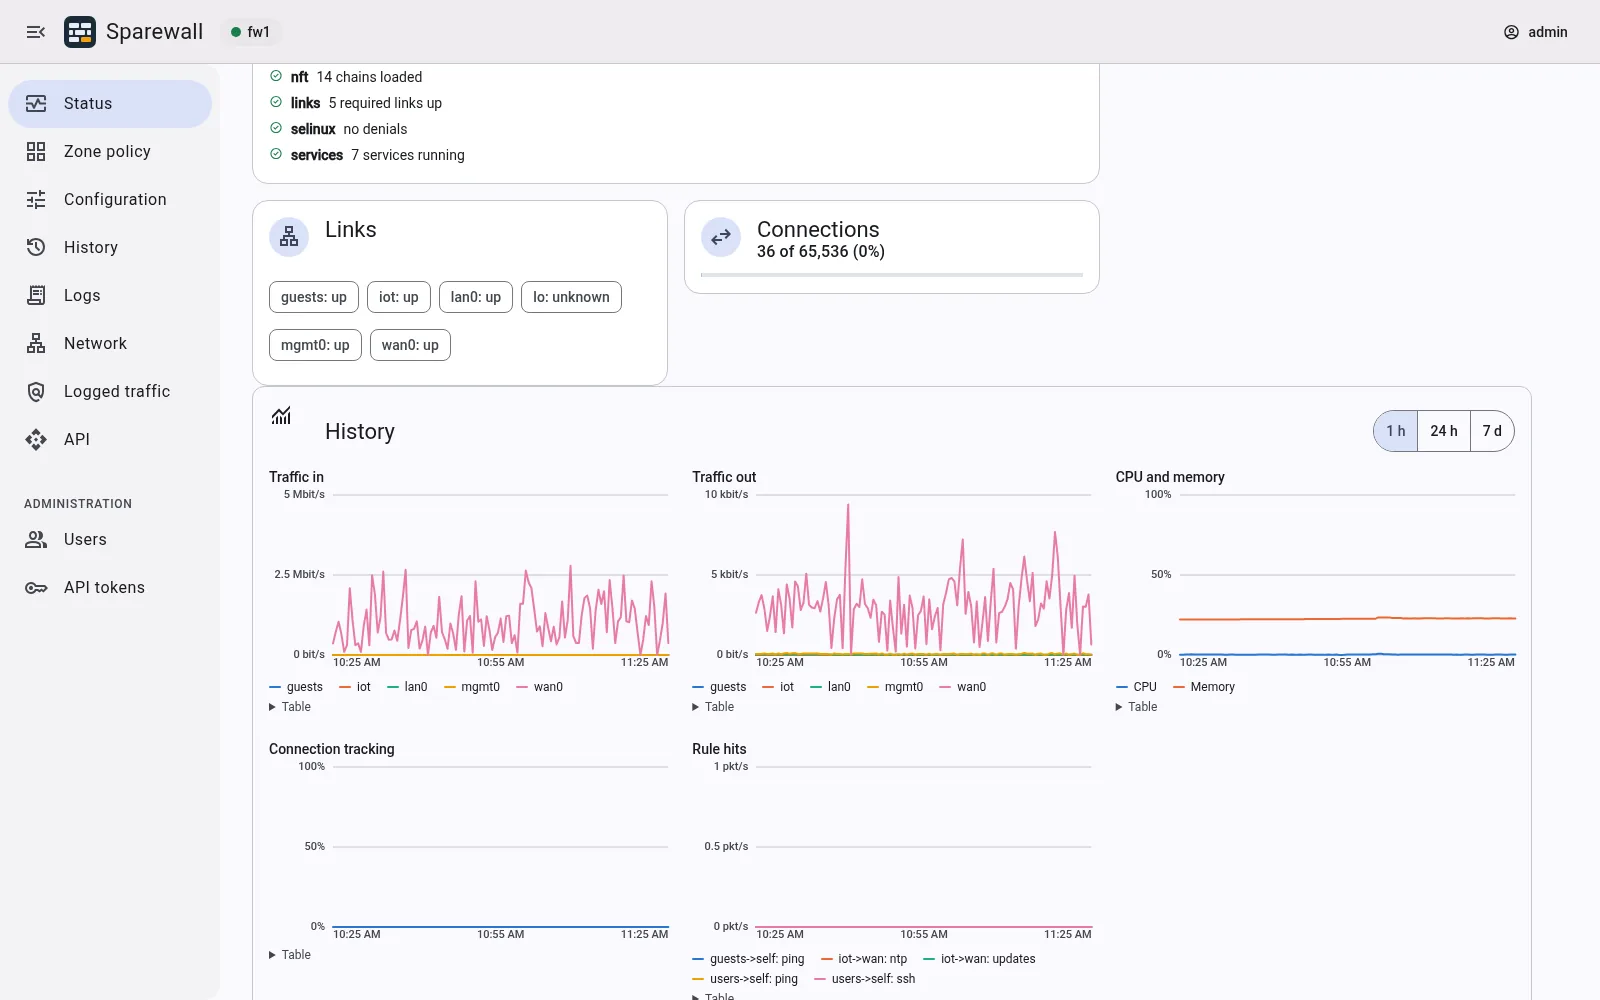 Sparewall
fw1
admin
Status
Zone policy
Configuration
History
Logs
Network
Logged traffic
API
ADMINISTRATION
Users
API tokens
nft 14 chains loaded
links 5 required links up
selinux no denials
services 7 services running
Links
guests: up
iot: up
lan0: up
lo: unknown
mgmt0: up
wan0: up
Connections
36 of 65,536 (0%)
History
1 h
24 h
7 d
Traffic in
5 Mbit/s
2.5 Mbit/s
0 bit/s
10:25 AM
10:55 AM
11:25 AM
guests
iot
lan0
mgmt0
wan0
Table
Traffic out
10 kbit/s
5 kbit/s
0 bit/s
10:25 AM
10:55 AM
11:25 AM
guests
iot
lan0
mgmt0
wan0
Table
CPU and memory
100%
50%
0%
10:25 AM
10:55 AM
11:25 AM
CPU
Memory
Table
Connection tracking
100%
50%
0%
10:25 AM
10:55 AM
11:25 AM
Table
Rule hits
1 pkt/s
0.5 pkt/s
0 pkt/s
10:25 AM
10:55 AM
11:25 AM
guests->self: ping
iot->wan: ntp
iot->wan: updates
users->self: ping
users->self: ssh
Table